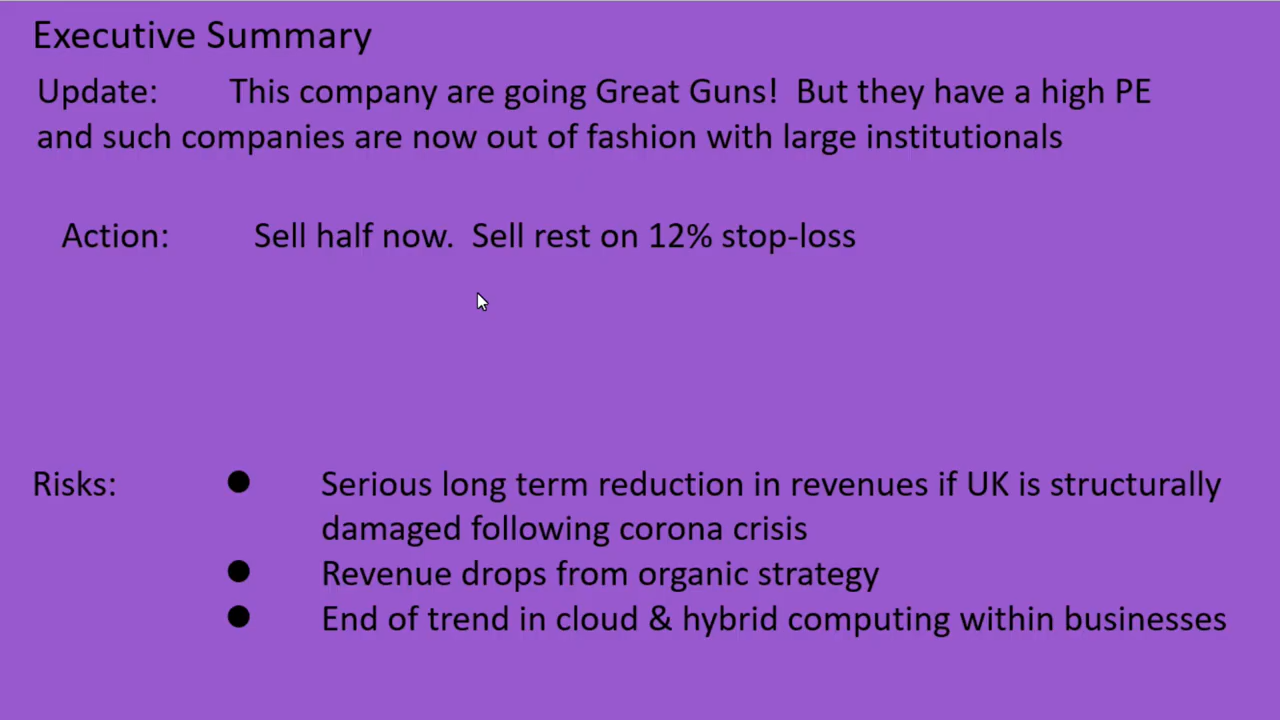 Executive Summary
Update: This company are going Great Guns! But they have a high PE
and such companies are now out of fashion with large institutionals
Action: Sell half now. Sell rest on 12% stop-loss
Risks: ● Serious long term reduction in revenues if UK is structurally
damaged following corona crisis
● Revenue drops from organic strategy
● End of trend in cloud & hybrid computing within businesses